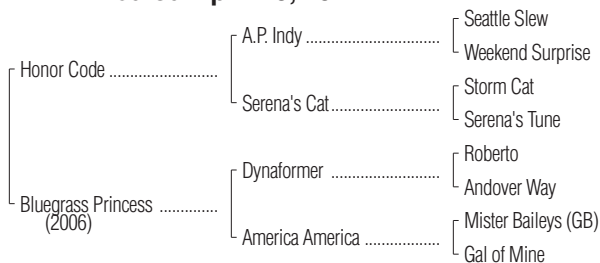 Seattle Slew
A.P. Indy ..............................
Weekend Surprise
Honor Code ........................
Storm Cat
Serena's Cat.........................
Serena's Tune
Roberto
Dynaformer .........................
Andover Way
Bluegrass Princess .............
(2006)
Mister Baileys (GB)
America America .................
Gal of Mine